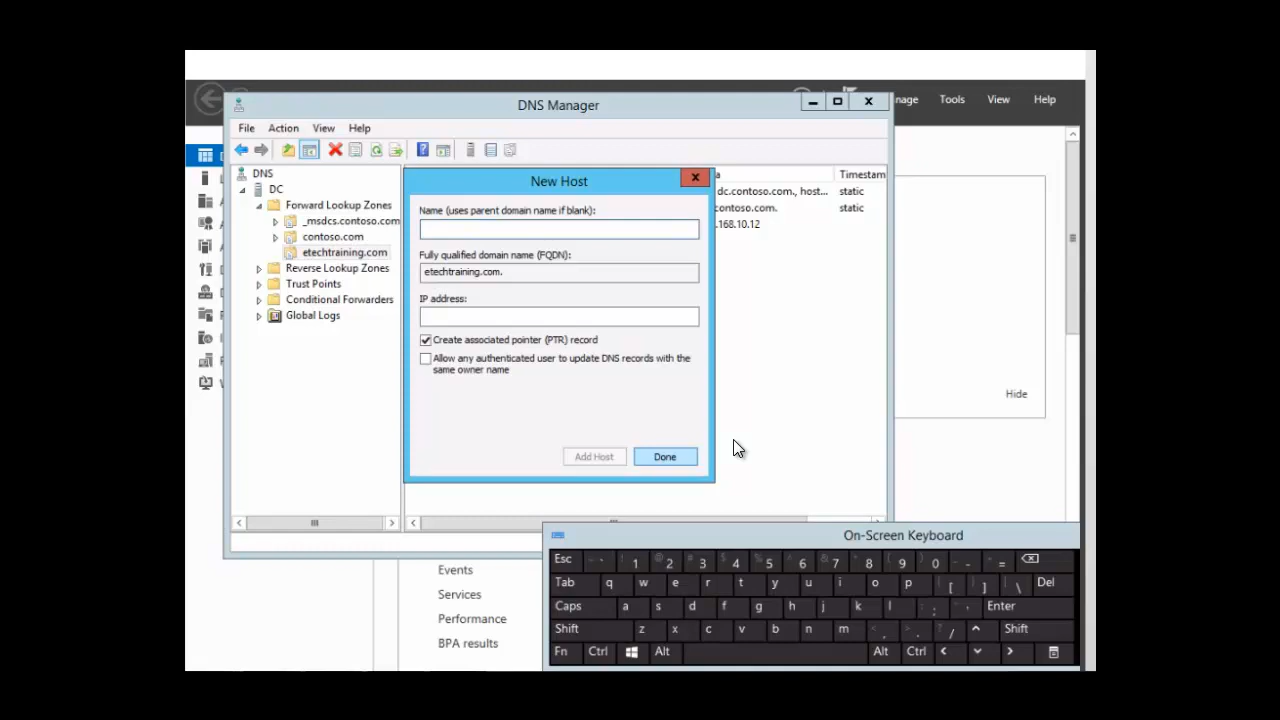 nage Tools View Help
DNS Manager
File Action View Help
DNS
DC
Forward Lookup Zones
_msdcs.contoso.com
contoso.com
etechtraining.com
Reverse Lookup Zones
Trust Points
Conditional Forwarders
Global Logs
a Timestam
dc.contoso.com., host... static
contoso.com. static
.168.10.12
New Host
Name (uses parent domain name if blank):
Fully qualified domain name (FQDN):
etechtraining.com.
IP address:
Create associated pointer (PTR) record
Allow any authenticated user to update DNS records with the
same owner name
Add Host Done
Hide
Events
Services
Performance
BPA results
On-Screen Keyboard
Esc ` ~ ! 1 @ 2 # 3 $ 4 % 5 ^ 6 & 7 * 8 ( 9 ) 0 _ - + =
Tab q w e r t y u i o p { [ } ] | \ Del
Caps a s d f g h j k l : ; " ' Enter
Shift z x c v b n m < , > . ? / Shift
Fn Ctrl Alt Alt Ctrl